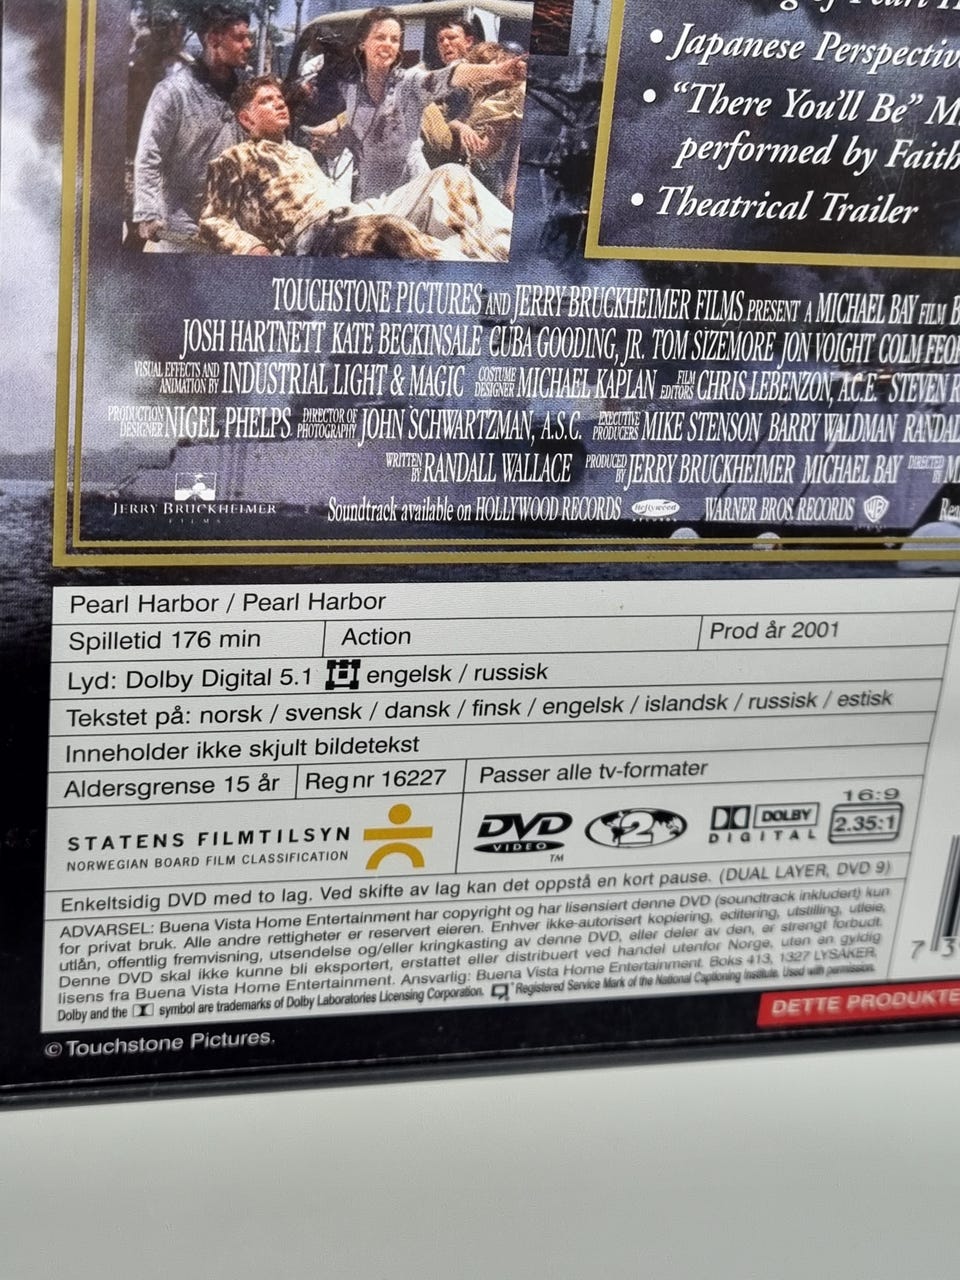 • Japanese Perspectiv
• “There You’ll Be” M
performed by Faith
• Theatrical Trailer
TOUCHSTONE PICTURES AND JERRY BRUCKHEIMER FILMS PRESENT A MICHAEL BAY FILM B
JOSH HARTNETT KATE BECKINSALE CUBA GOODING, JR. TOM SIZEMORE JON VOIGHT COLM FEO
VISUAL EFFECTS AND ANIMATION BY INDUSTRIAL LIGHT & MAGIC COSTUME DESIGNER MICHAEL KAPLAN FILM EDITORS CHRIS LEBENZON, A.C.E. STEVEN R
PRODUCTION DESIGNER NIGEL PHELPS DIRECTOR OF PHOTOGRAPHY JOHN SCHWARTZMAN, A.S.C. EXECUTIVE PRODUCERS MIKE STENSON BARRY WALDMAN RANDAL
WRITTEN BY RANDALL WALLACE PRODUCED BY JERRY BRUCKHEIMER MICHAEL BAY DIRECTED BY M
JERRY BRUCKHEIMER
FILMS
Soundtrack available on HOLLYWOOD RECORDS Hollywood RECORDS WARNER BROS. RECORDS WB Rea
Pearl Harbor / Pearl Harbor
Spilletid 176 min Action Prod år 2001
Lyd: Dolby Digital 5.1 engelsk / russisk
Tekstet på: norsk / svensk / dansk / finsk / engelsk / islandsk / russisk / estisk
Inneholder ikke skjult bildetekst
Aldersgrense 15 år Reg nr 16227 Passer alle tv-formater
STATENS FILMTILSYN
NORWEGIAN BOARD FILM CLASSIFICATION
DVD VIDEO TM 2 DOLBY DIGITAL 16:9 2.35:1
Enkeltsidig DVD med to lag. Ved skifte av lag kan det oppstå en kort pause. (DUAL LAYER, DVD 9)
ADVARSEL: Buena Vista Home Entertainment har copyright og har lisensiert denne DVD (soundtrack inkludert) kun
for privat bruk. Alle andre rettigheter er reservert eieren. Enhver ikke-autorisert kopiering, editering, utstilling, utleie,
utlån, offentlig fremvisning, utsendelse og/eller kringkasting av denne DVD, eller deler av den, er strengt forbudt.
Denne DVD skal ikke kunne bli eksportert, erstattet eller distribuert ved handel utenfor Norge, uten en gyldig
lisens fra Buena Vista Home Entertainment. Ansvarlig: Buena Vista Home Entertainment. Boks 413, 1327 LYSAKER,
Dolby and the symbol are trademarks of Dolby Laboratories Licensing Corporation. Registered Service Mark of the National Captioning Institute. Used with permission.
7 3
DETTE PRODUKTE
© Touchstone Pictures.